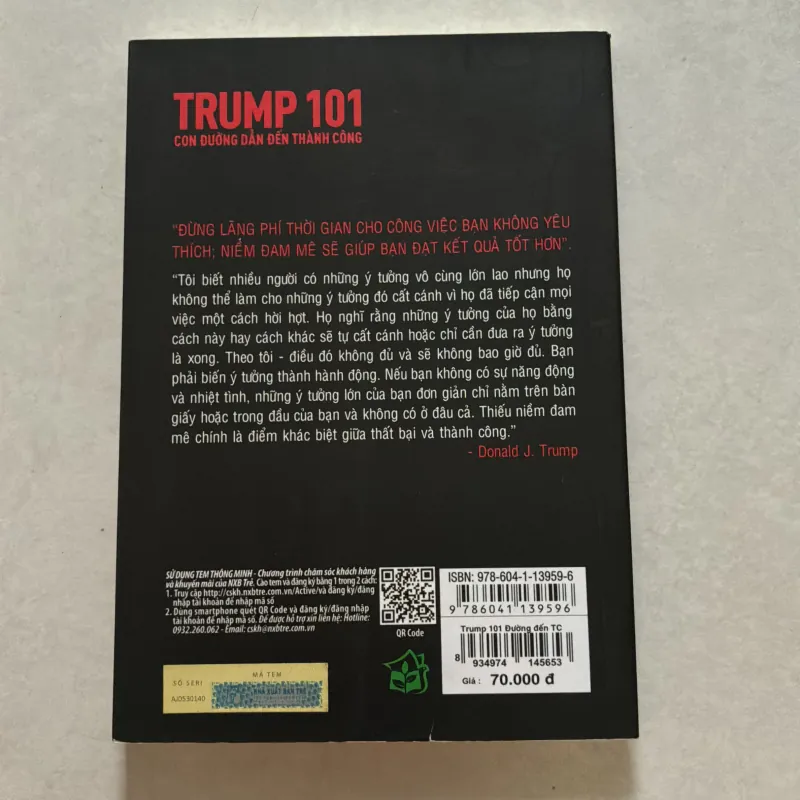 TRUMP 101
CON ĐƯỜNG DẪN ĐẾN THÀNH CÔNG
"ĐỪNG LÃNG PHÍ THỜI GIAN CHO CÔNG VIỆC BẠN KHÔNG YÊU
THÍCH; NIỀM ĐAM MÊ SẼ GIÚP BẠN ĐẠT KẾT QUẢ TỐT HƠN".
"Tôi biết nhiều người có những ý tưởng vô cùng lớn lao nhưng họ
không thể làm cho những ý tưởng đó cất cánh vì họ đã tiếp cận mọi
việc một cách hời hợt. Họ nghĩ rằng những ý tưởng của họ bằng
cách này hay cách khác sẽ tự cất cánh hoặc chỉ cần đưa ra ý tưởng
là xong. Theo tôi - điều đó không đủ và sẽ không bao giờ đủ. Bạn
phải biến ý tưởng thành hành động. Nếu bạn không có sự năng động
và nhiệt tình, những ý tưởng lớn của bạn đơn giản chỉ nằm trên bàn
giấy hoặc trong đầu của bạn và không có ở đâu cả. Thiếu niềm đam
mê chính là điểm khác biệt giữa thất bại và thành công."
- Donald J. Trump
SỬ DỤNG TEM THÔNG MINH - Chương trình chăm sóc khách hàng
và khuyến mãi của NXB Trẻ. Cào tem và đăng ký bằng 1 trong 2 cách:
1. Truy cập http://cskh.nxbtre.com.vn/Active/và đăng ký/đăng
nhập tài khoản để nhập mã số
2. Dùng smartphone quét QR Code và đăng ký/đăng nhập
tài khoản để nhập mã số. Để được hỗ trợ xin liên hệ: Hotline:
0932.260.062 - Email: cskh@nxbtre.com.vn
QR Code
SỐ SERI
AJ0530140
MÃ TEM
NHÀ XUẤT BẢN TRẺ
ISBN: 978-604-1-13959-6
9 786041 139596
Trump 101 Đường đến TC
8 934974 145653
Giá : 70.000 đ